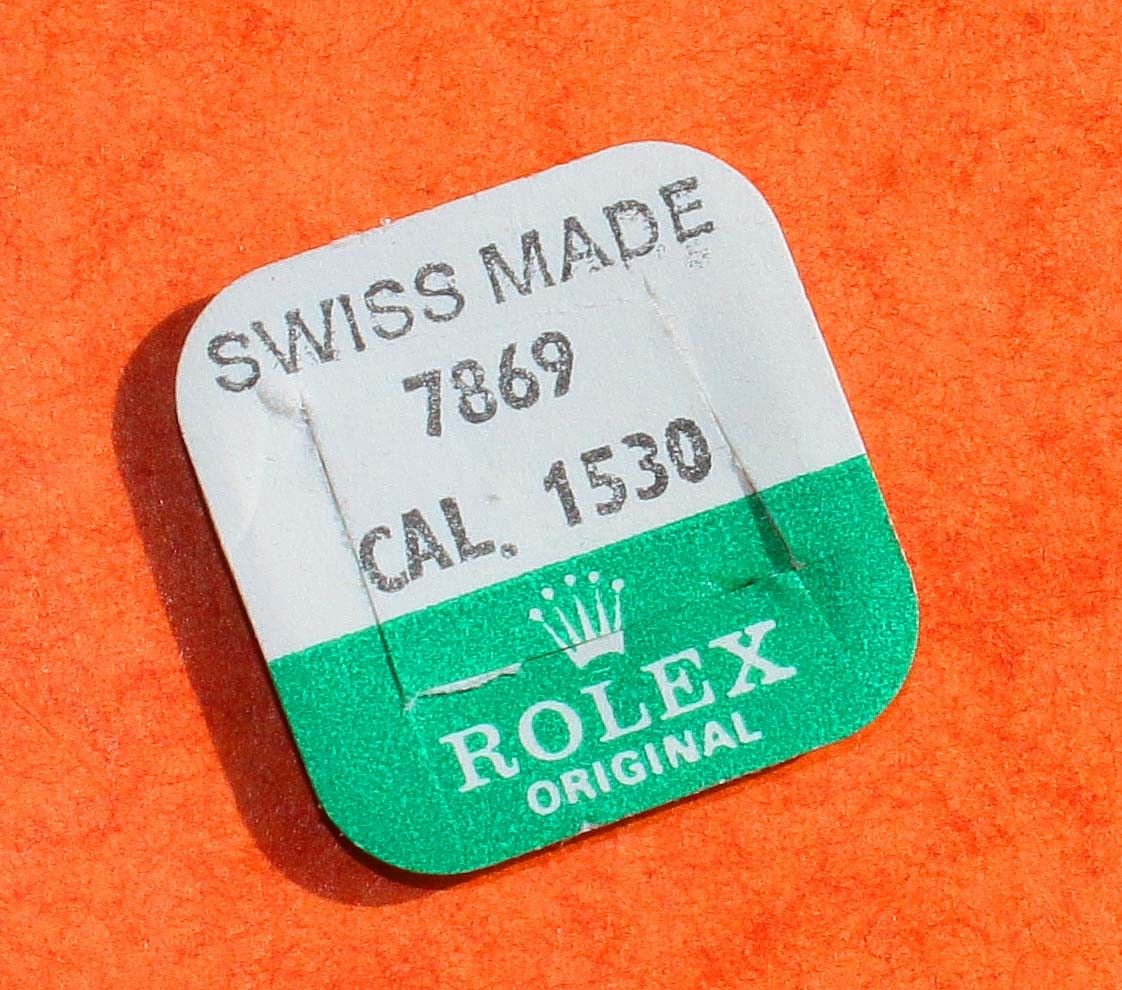 SWISS MADE
7869
CAL. 1530
ROLEX
ORIGINAL